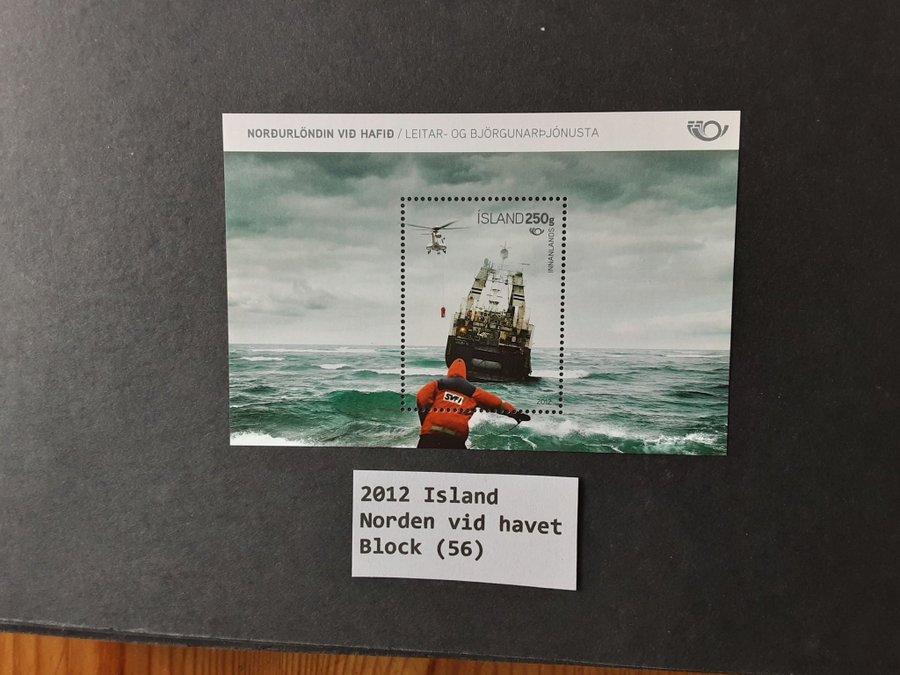 NORÐURLÖNDIN VIÐ HAFIÐ / LEITAR- OG BJÖRGUNARÞJÓNUSTA
ÍSLAND 250g
INNANLANDS
2012
2012 Island
Norden vid havet
Block (56)